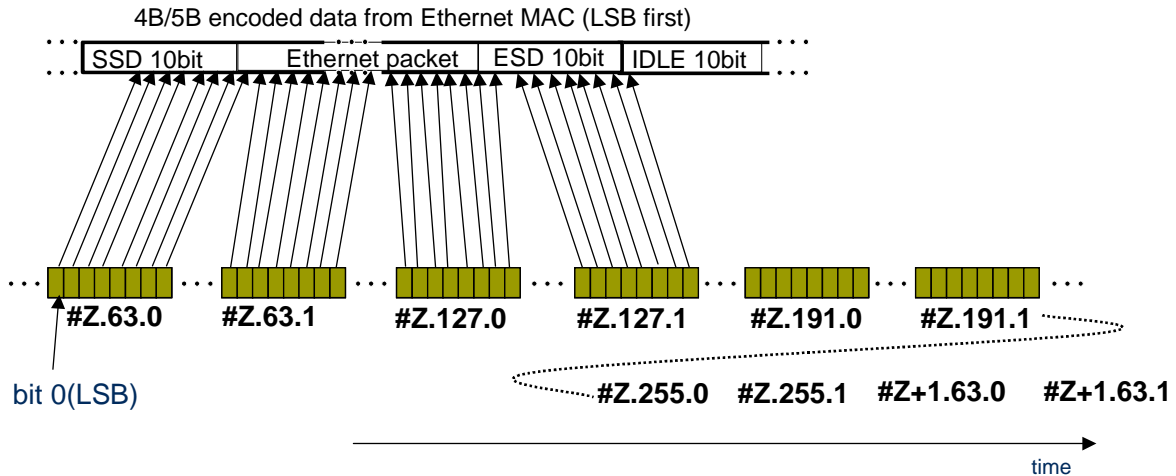 4B/5B encoded data from Ethernet MAC (LSB first)
SSD 10bit Ethernet packet ESD 10bit IDLE 10bit
#Z.63.0 #Z.63.1 #Z.127.0 #Z.127.1 #Z.191.0 #Z.191.1
bit 0(LSB)
#Z.255.0 #Z.255.1 #Z+1.63.0 #Z+1.63.1
time